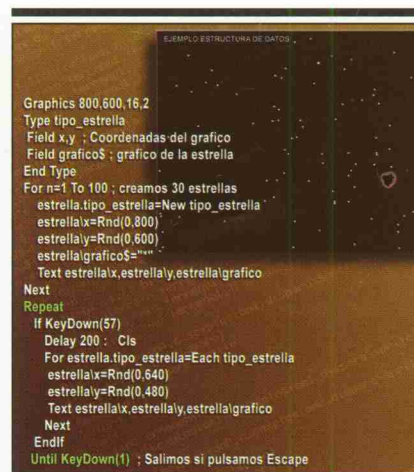 EJEMPLO ESTRUCTURA DE DATOS
Graphics 800,600,16,2
Type tipo_estrella
Field x,y ; Coordenadas del grafico
Field grafico$ ; grafico de la estrella
End Type
For n=1 To 100 ; creamos 30 estrellas
estrella.tipo_estrella=New tipo_estrella
estrella\x=Rnd(0,800)
estrella\y=Rnd(0,600)
estrella\grafico$="*"
Text estrella\x,estrella\y,estrella\grafico
Next
Repeat
If KeyDown(57)
Delay 200 : Cls
For estrella.tipo_estrella=Each tipo_estrella
estrella\x=Rnd(0,640)
estrella\y=Rnd(0,480)
Text estrella\x,estrella\y,estrella\grafico
Next
EndIf
Until KeyDown(1) ; Salimos si pulsamos Escape